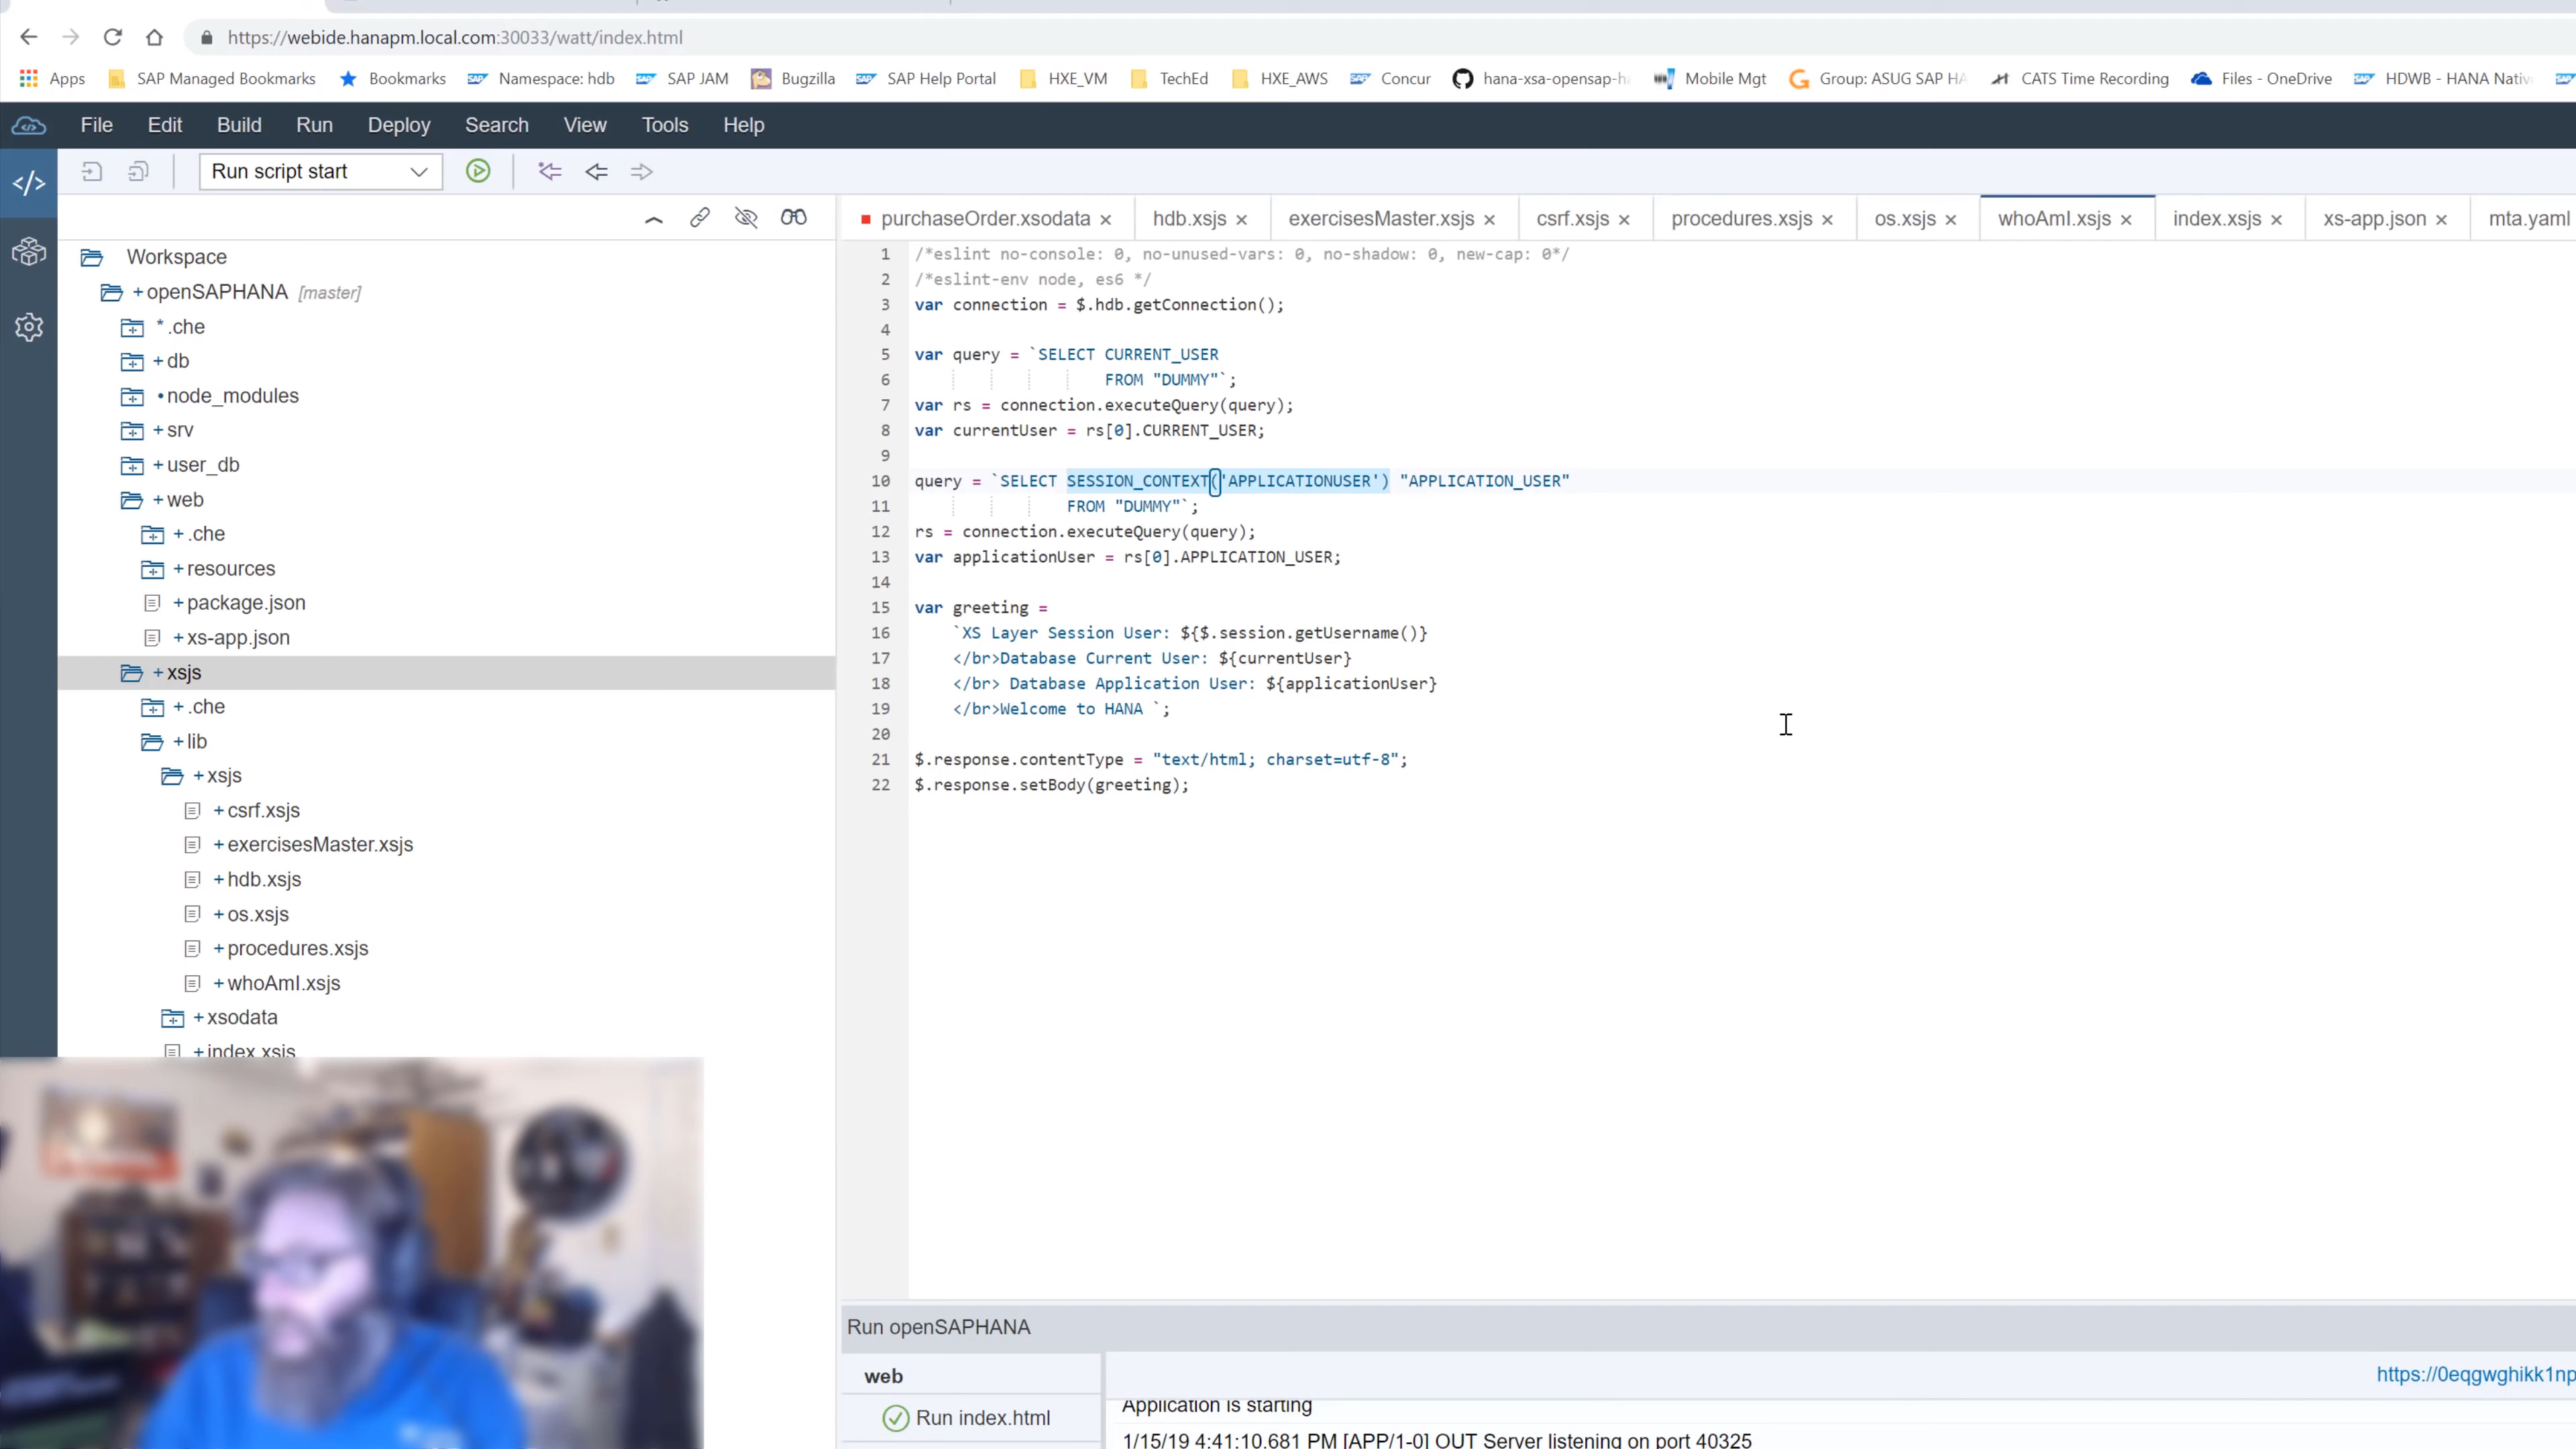 https://webide.hanapm.local.com:30033/watt/index.html
Apps SAP Managed Bookmarks Bookmarks Namespace: hdb SAP JAM Bugzilla SAP Help Portal HXE_VM TechEd HXE_AWS Concur hana-xsa-opensap-h Mobile Mgt Group: ASUG SAP HA CATS Time Recording Files - OneDrive HDWB - HANA Nativ
File Edit Build Run Deploy Search View Tools Help
Run script start
purchaseOrder.xsodata × hdb.xsjs × exercisesMaster.xsjs × csrf.xsjs × procedures.xsjs × os.xsjs × whoAmI.xsjs × index.xsjs × xs-app.json × mta.yaml
Workspace
+ openSAPHANA [master]
* .che
+ db
• node_modules
+ srv
+ user_db
+ web
+ .che
+ resources
+ package.json
+ xs-app.json
+ xsjs
+ .che
+ lib
+ xsjs
+ csrf.xsjs
+ exercisesMaster.xsjs
+ hdb.xsjs
+ os.xsjs
+ procedures.xsjs
+ whoAmI.xsjs
+ xsodata
+ index.xsjs
1 /*eslint no-console: 0, no-unused-vars: 0, no-shadow: 0, new-cap: 0*/
2 /*eslint-env node, es6 */
3 var connection = $.hdb.getConnection();
4
5 var query = `SELECT CURRENT_USER
6 FROM "DUMMY"`;
7 var rs = connection.executeQuery(query);
8 var currentUser = rs[0].CURRENT_USER;
9
10 query = `SELECT SESSION_CONTEXT('APPLICATIONUSER') "APPLICATION_USER"
11 FROM "DUMMY"`;
12 rs = connection.executeQuery(query);
13 var applicationUser = rs[0].APPLICATION_USER;
14
15 var greeting =
16 `XS Layer Session User: ${$.session.getUsername()}
17 </br>Database Current User: ${currentUser}
18 </br> Database Application User: ${applicationUser}
19 </br>Welcome to HANA `;
20
21 $.response.contentType = "text/html; charset=utf-8";
22 $.response.setBody(greeting);
Run openSAPHANA
web
https://0eqgwghikk1np
Run index.html
Application is starting
1/15/19 4:41:10.681 PM [APP/1-0] OUT Server listening on port 40325